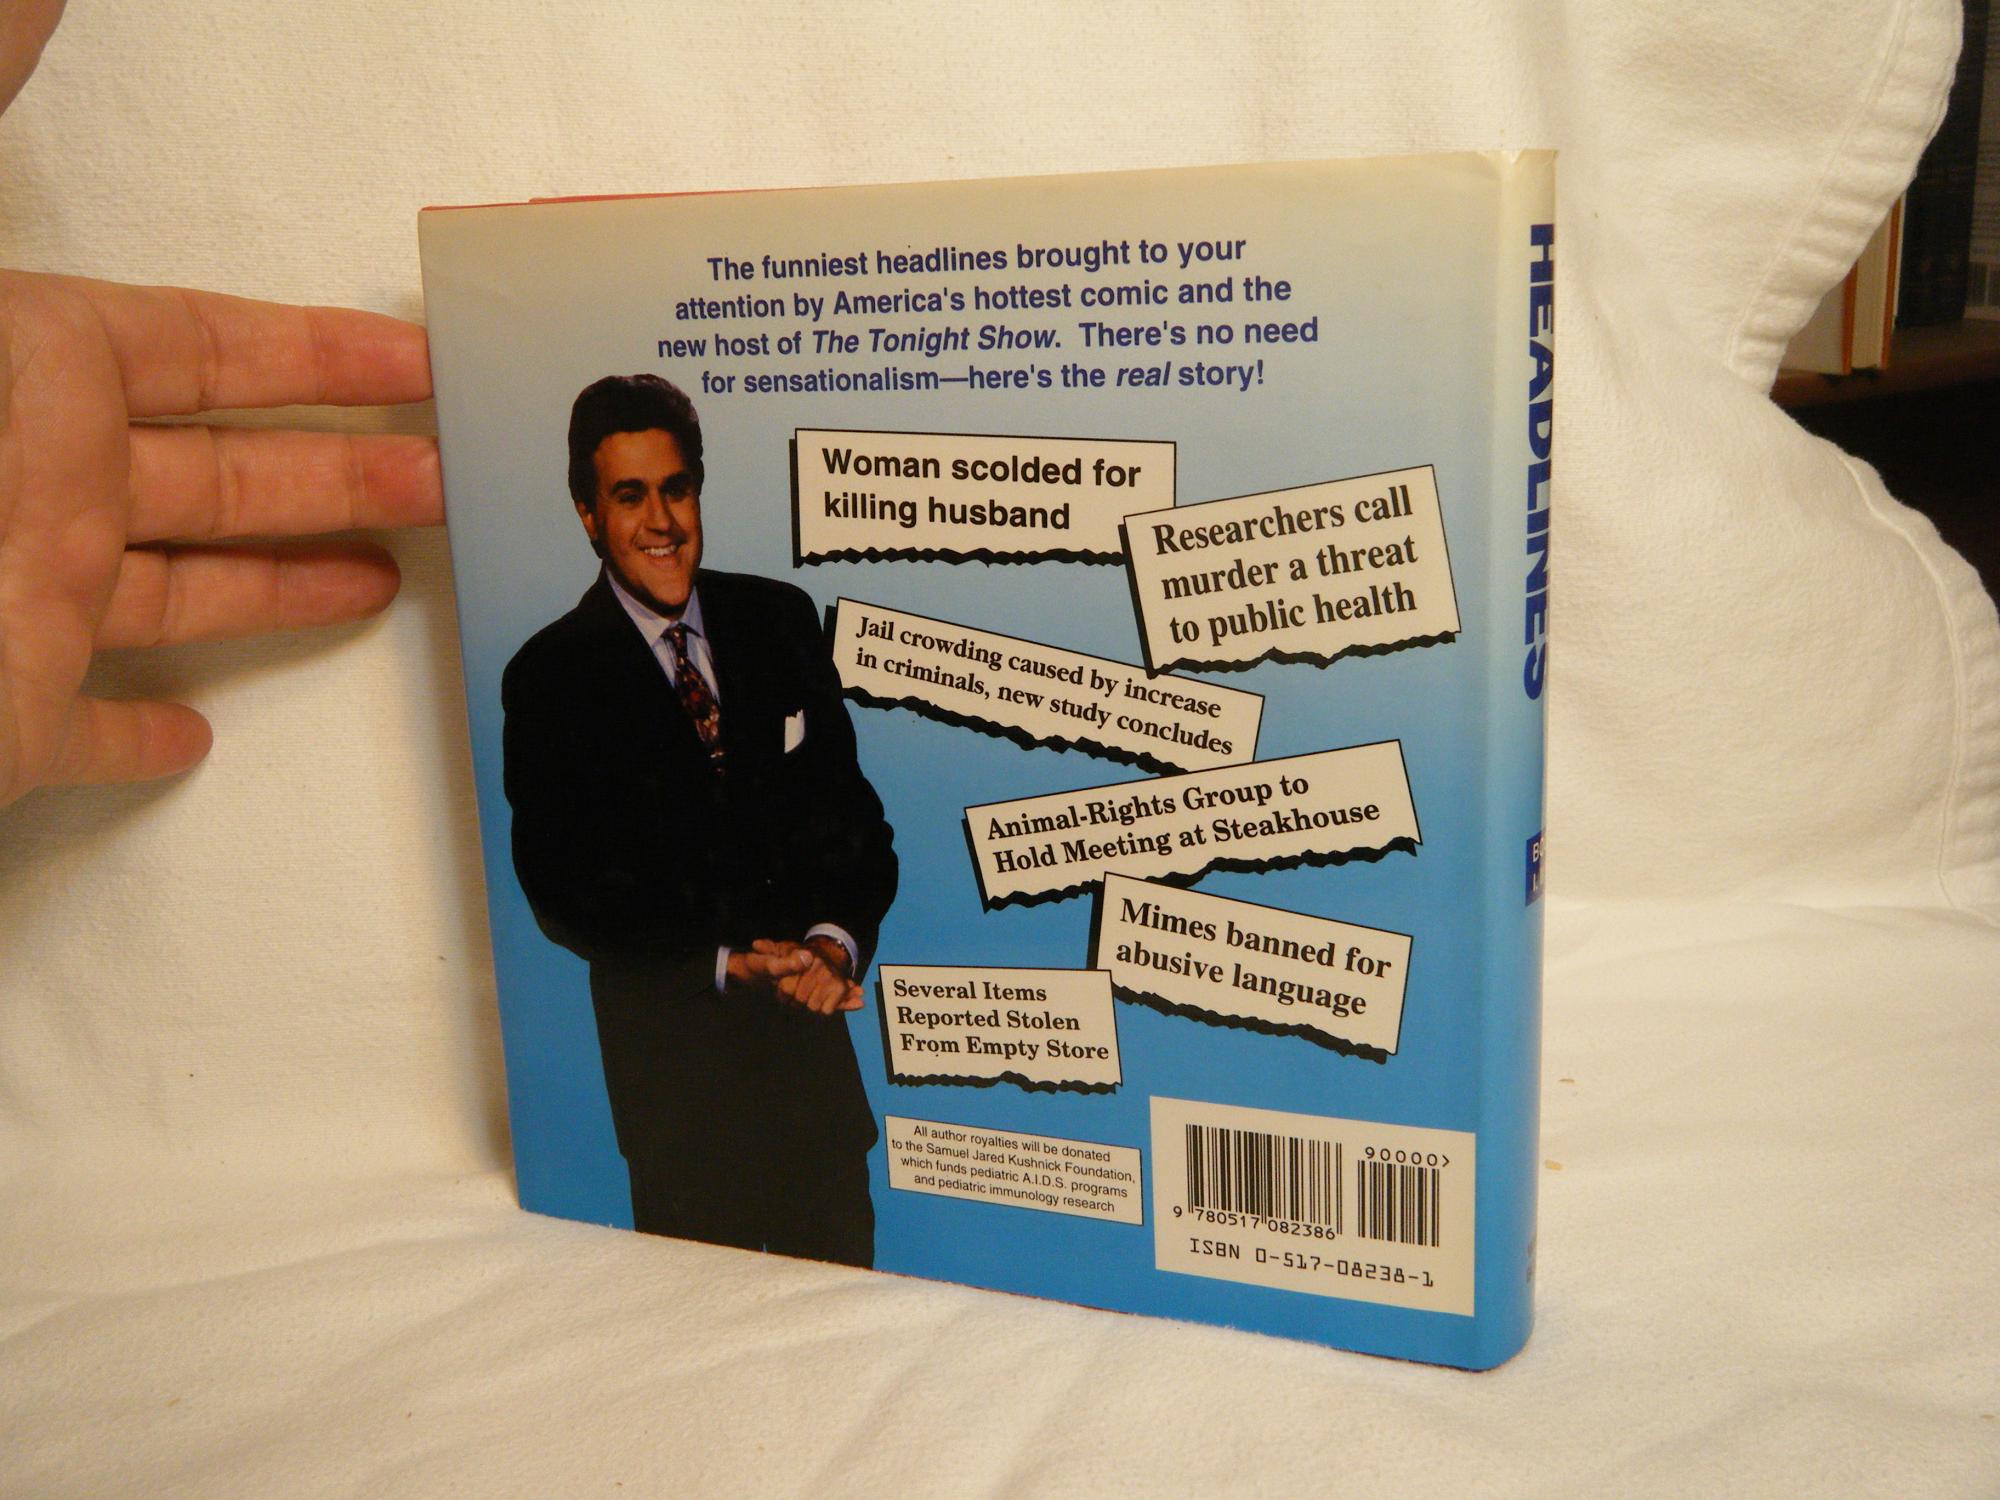 The funniest headlines brought to your
attention by America's hottest comic and the
new host of The Tonight Show. There's no need
for sensationalism—here's the real story!
Woman scolded for
killing husband
Researchers call
murder a threat
to public health
Jail crowding caused by increase
in criminals, new study concludes
Animal-Rights Group to
Hold Meeting at Steakhouse
Mimes banned for
abusive language
Several Items
Reported Stolen
From Empty Store
All author royalties will be donated
to the Samuel Jared Kushnick Foundation,
which funds pediatric A.I.D.S. programs
and pediatric immunology research
90000>
9 780517 082386
ISBN 0-517-08238-1
HEADLINES